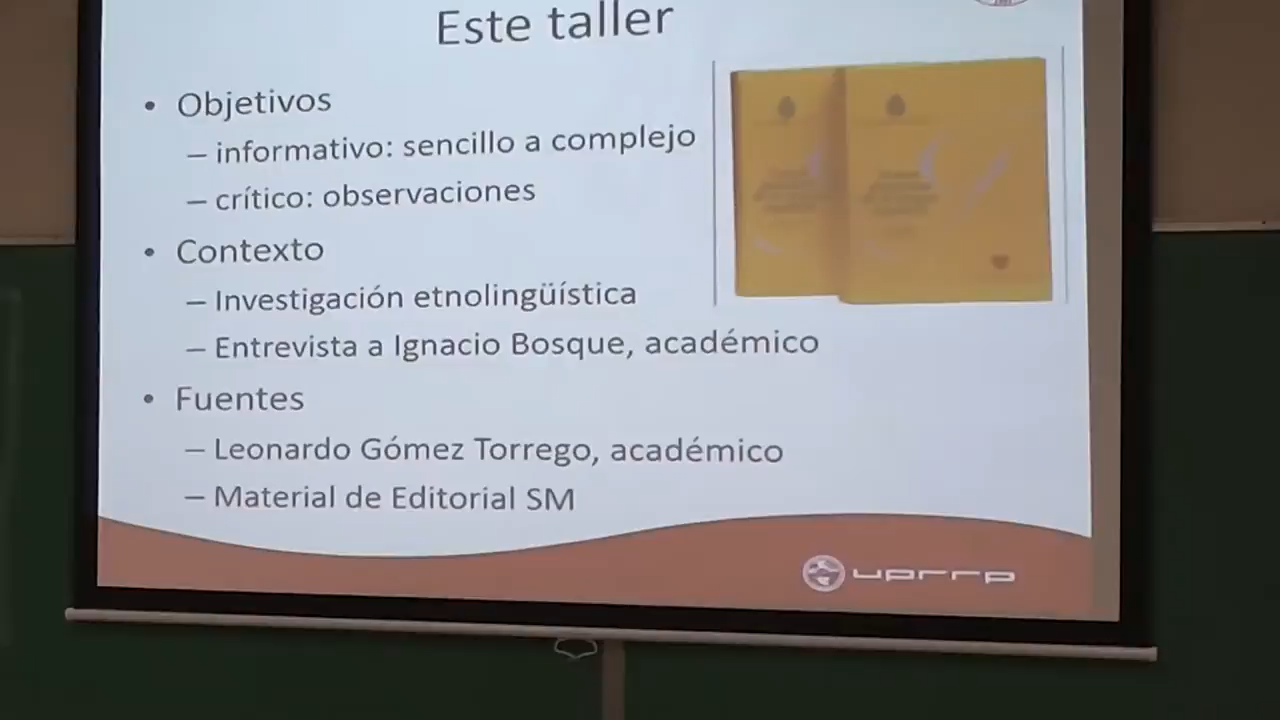 Este taller
• Objetivos
– informativo: sencillo a complejo
– crítico: observaciones
• Contexto
– Investigación etnolingüística
– Entrevista a Ignacio Bosque, académico
• Fuentes
– Leonardo Gómez Torrego, académico
– Material de Editorial SM
uprrp